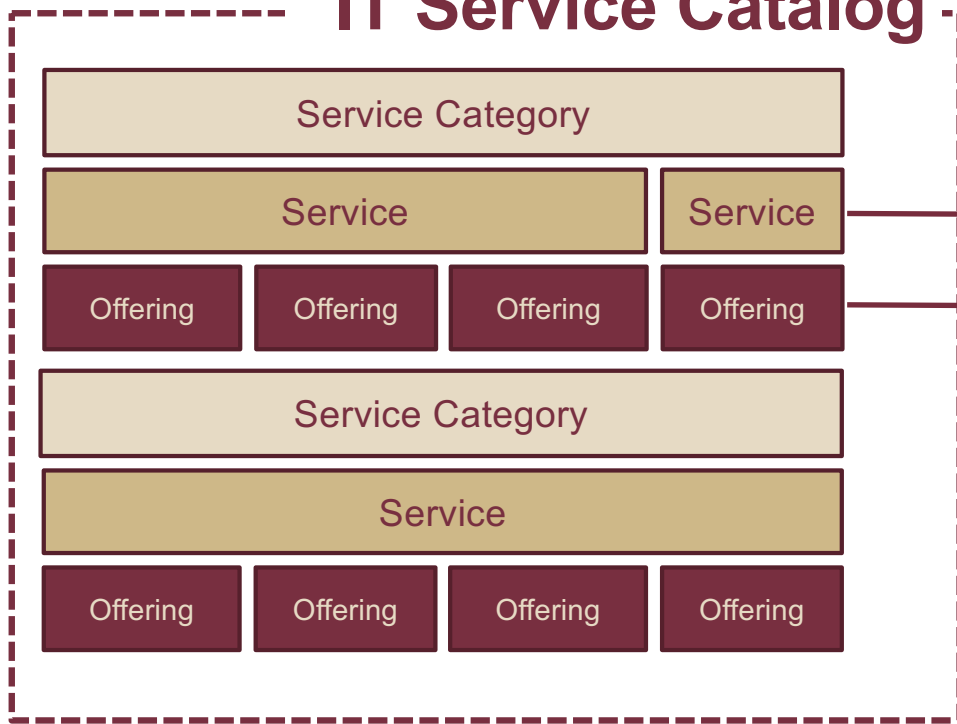 IT Service Catalog
Service Category
Service Service
Offering Offering Offering Offering
Service Category
Service
Offering Offering Offering Offering